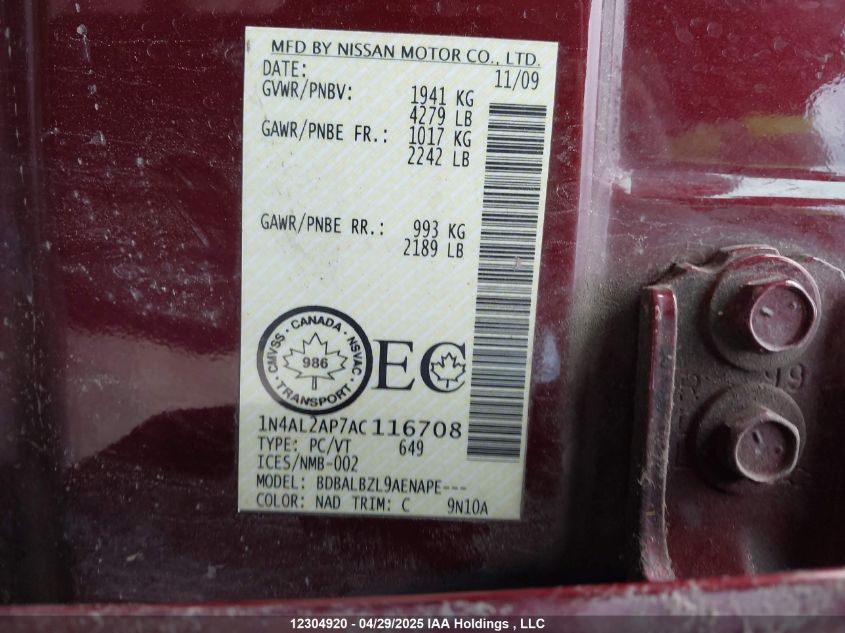 MFD BY NISSAN MOTOR CO., LTD.
DATE: 11/09
GVWR/PNBV: 1941 KG
4279 LB
GAWR/PNBE FR.: 1017 KG
2242 LB
GAWR/PNBE RR.: 993 KG
2189 LB
CANADA
CMVSS NSVAC
986
TRANSPORT
EC
1N4AL2AP7AC116708
TYPE: PC/VT 649
ICES/NMB-002
MODEL: BDBALBZL9AENAPE---
COLOR: NAD TRIM: C 9N10A
12304920 - 04/29/2025 IAA Holdings , LLC